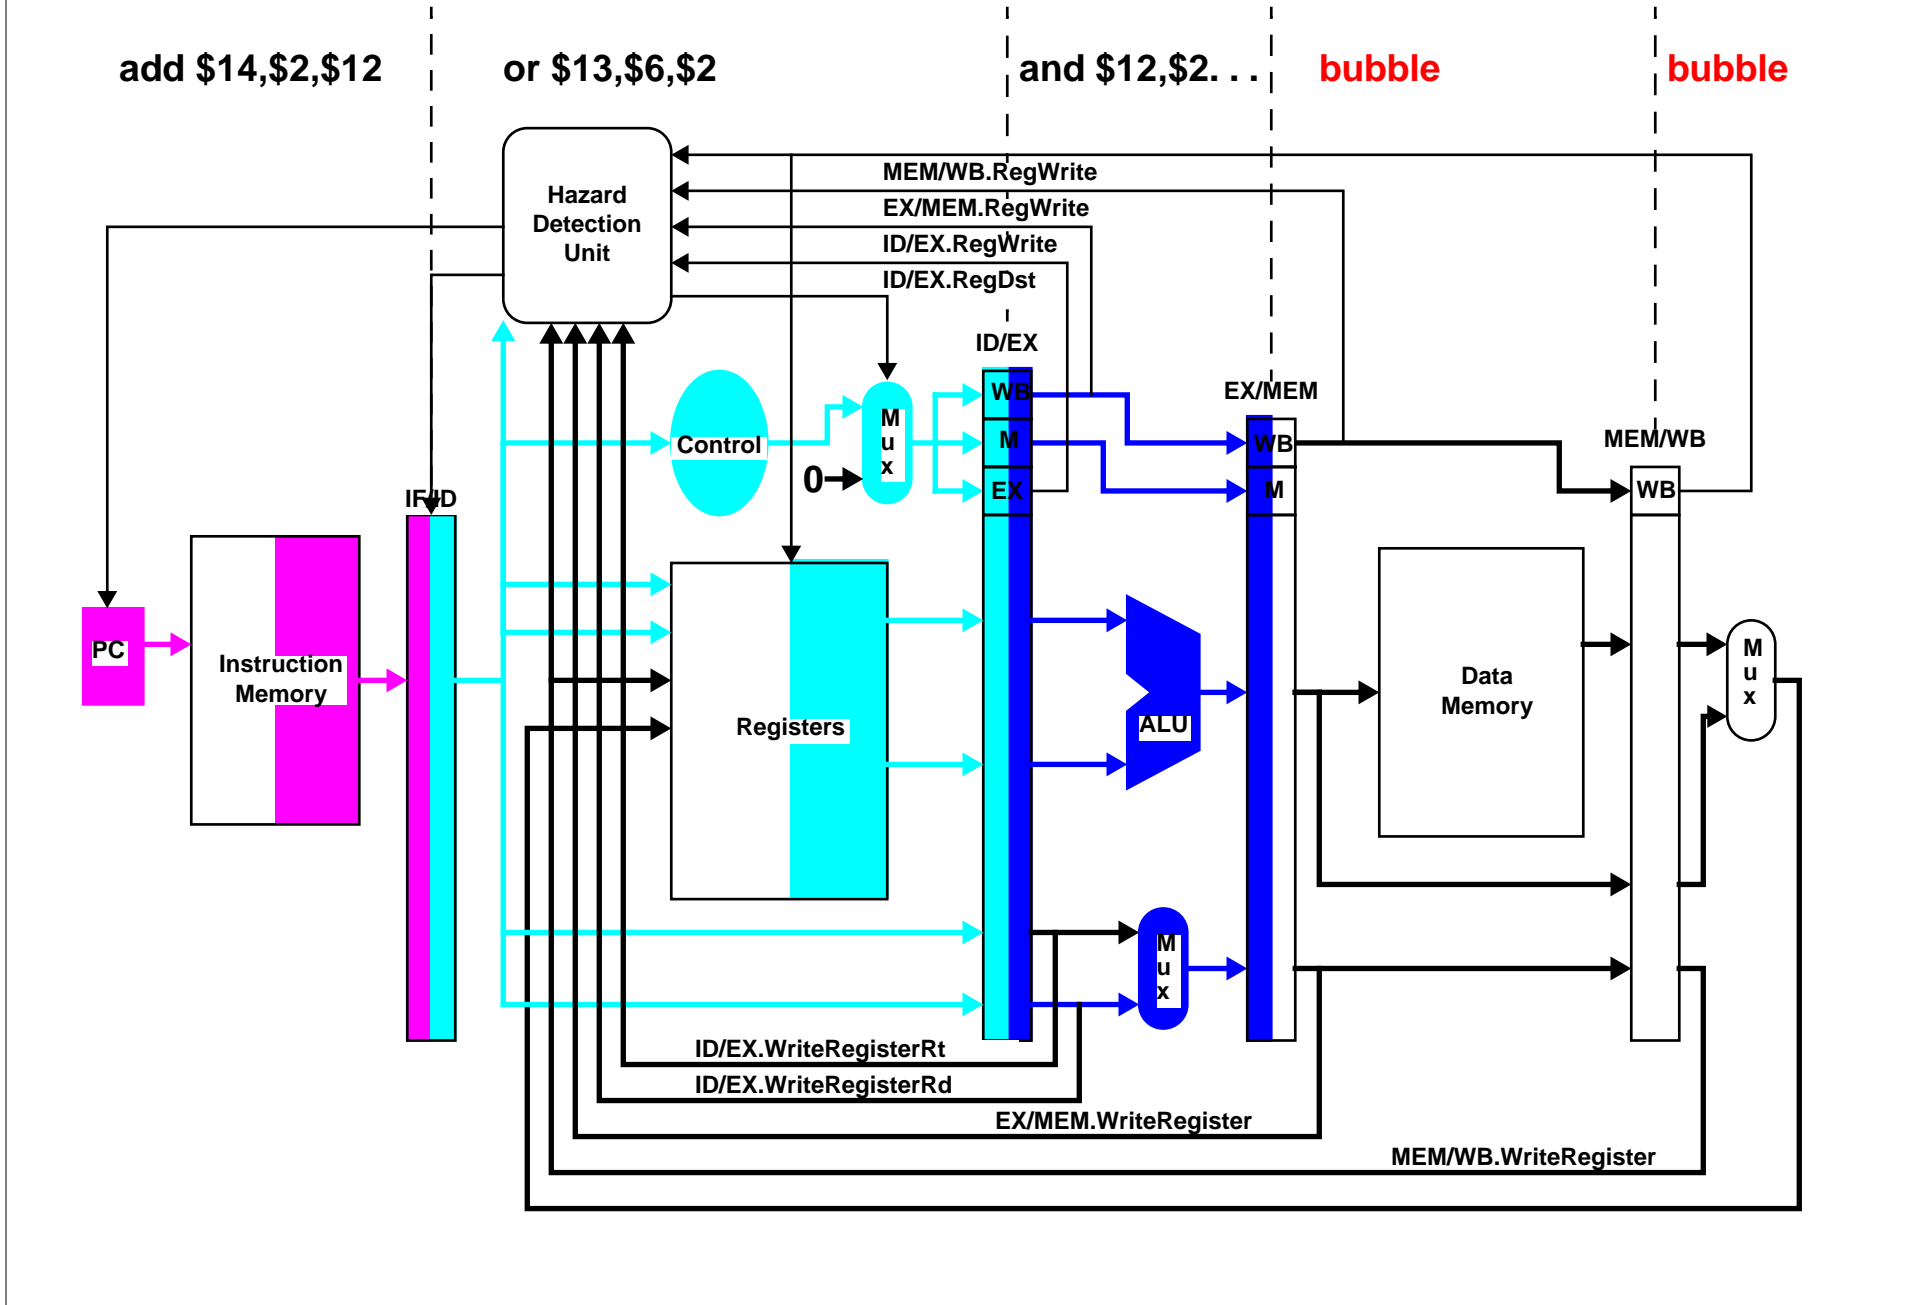 add $14,$2,$12
or $13,$6,$2
and $12,$2. . .
bubble
bubble
Hazard
Detection
Unit
MEM/WB.RegWrite
EX/MEM.RegWrite
ID/EX.RegWrite
ID/EX.RegDst
ID/EX
EX/MEM
MEM/WB
IF/ID
Control
0
M
u
x
WB
M
EX
WB
M
WB
PC
Instruction
Memory
Registers
ALU
Data
Memory
M
u
x
M
u
x
ID/EX.WriteRegisterRt
ID/EX.WriteRegisterRd
EX/MEM.WriteRegister
MEM/WB.WriteRegister